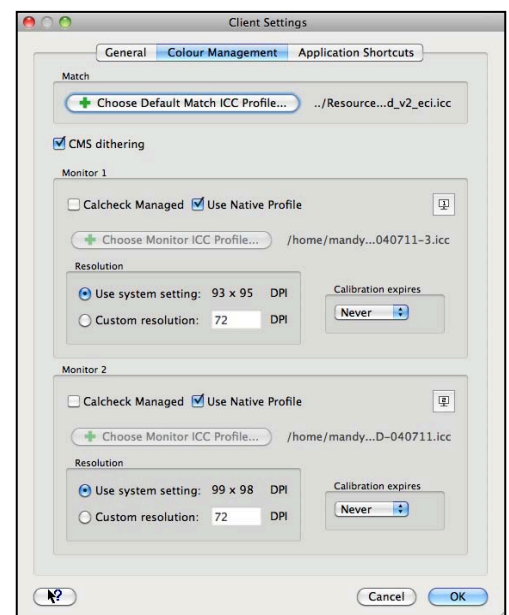 Client Settings
General Colour Management Application Shortcuts
Match
Choose Default Match ICC Profile... ../Resource...d_v2_eci.icc
CMS dithering
Monitor 1
Calcheck Managed Use Native Profile
1
Choose Monitor ICC Profile... /home/mandy...040711-3.icc
Resolution
Use system setting: 93 x 95 DPI
Custom resolution: 72 DPI
Calibration expires
Never
Monitor 2
Calcheck Managed Use Native Profile
2
Choose Monitor ICC Profile... /home/mandy...D-040711.icc
Resolution
Use system setting: 99 x 98 DPI
Custom resolution: 72 DPI
Calibration expires
Never
? Cancel OK